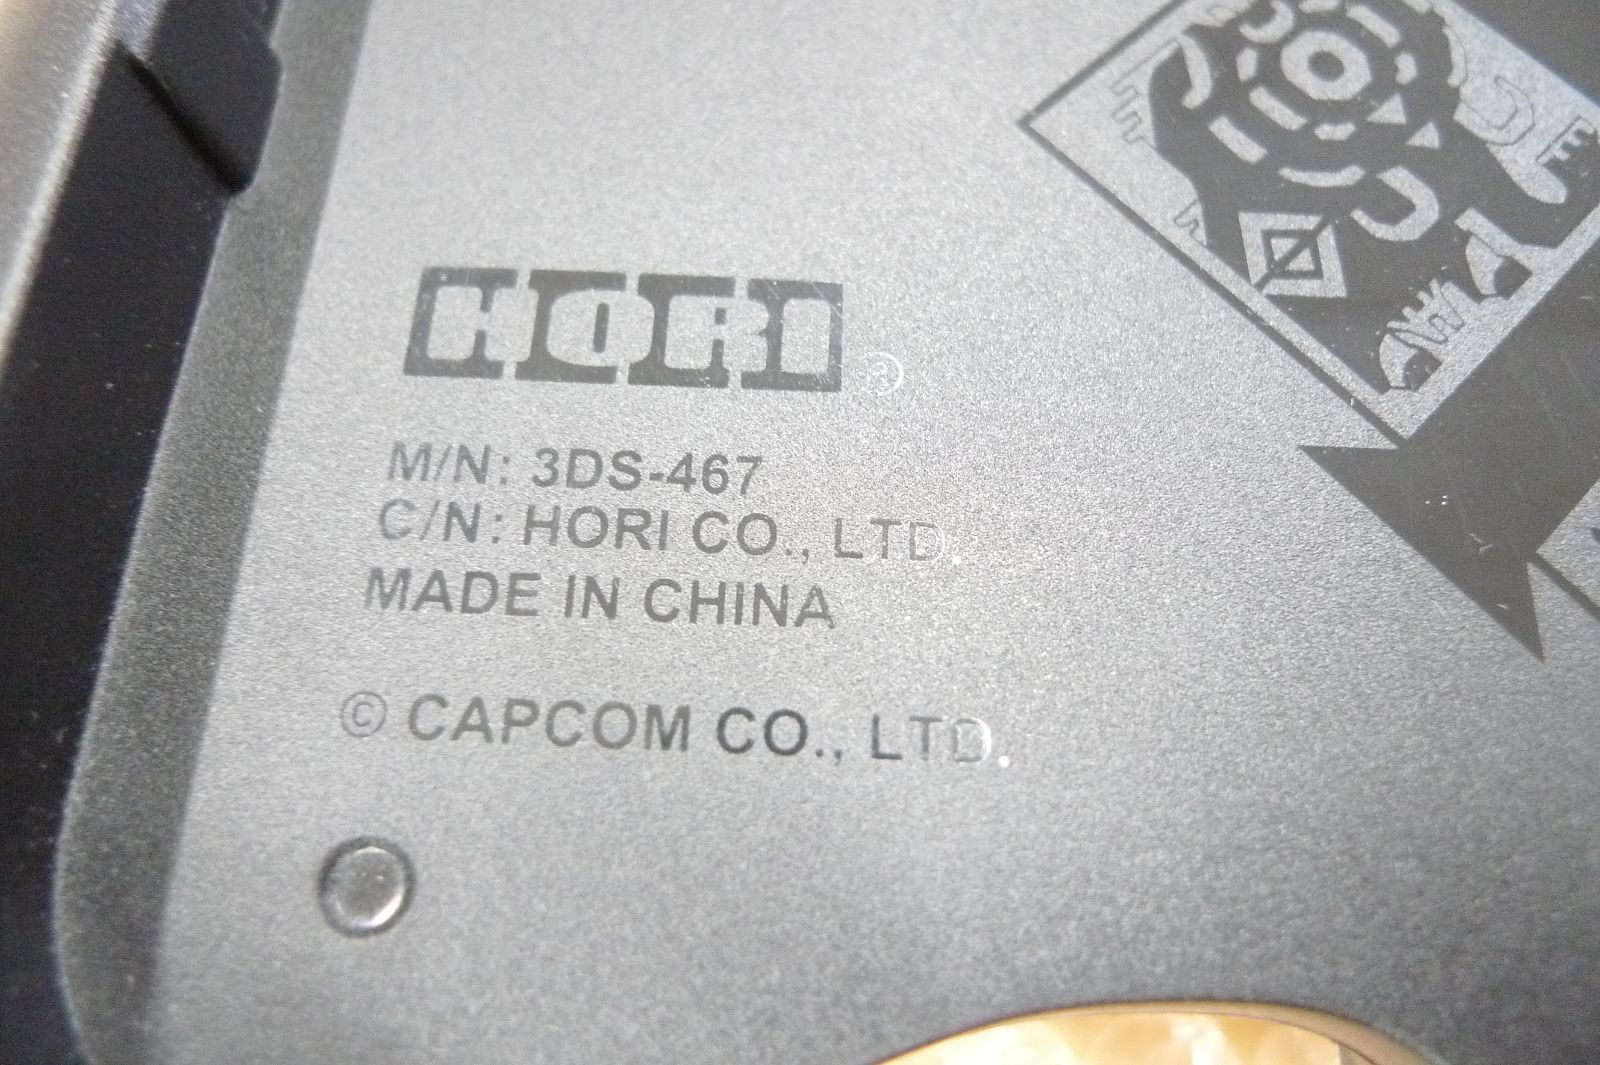 HORI ®
M/N: 3DS-467
C/N: HORI CO., LTD.
MADE IN CHINA
© CAPCOM CO., LTD.